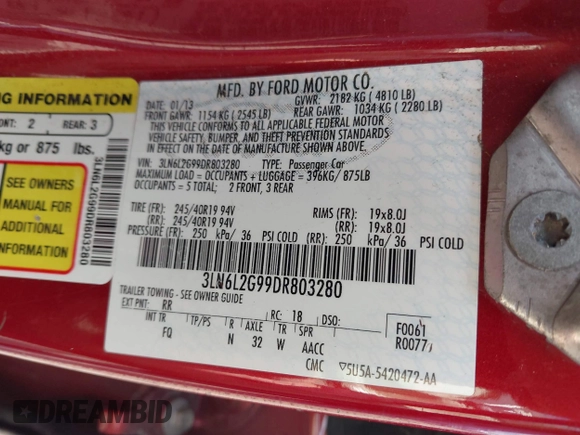 MFD. BY FORD MOTOR CO.
DATE: 01/13
GVWR: 2182 KG ( 4810 LB)
FRONT GAWR: 1154 KG ( 2545 LB)
REAR GAWR: 1034 KG ( 2280 LB)
THIS VEHICLE CONFORMS TO ALL APPLICABLE FEDERAL MOTOR
VEHICLE SAFETY, BUMPER, AND THEFT PREVENTION STANDARDS
IN EFFECT ON THE DATE OF MANUFACTURE SHOWN ABOVE.
VIN: 3LN6L2G99DR803280
TYPE: Passenger Car
MAXIMUM LOAD = OCCUPANTS + LUGGAGE = 396KG/875LB
OCCUPANTS = 5 TOTAL; 2 FRONT, 3 REAR
TIRE (FR): 245/40R19 94V RIMS (FR): 19x8.0J
(RR): 245/40R19 94V (RR): 19x8.0J
PRESSURE (FR): 250 kPa/ 36 PSI COLD (RR): 250 kPa/ 36 PSI COLD
3LN6L2G99DR803280
TRAILER TOWING - SEE OWNER GUIDE
EXT PNT: RR RC: 18 DSO:
INT TR TP/PS R AXLE TR SPR
FQ N 32 W AACC
F0061
R0077
CMC 5U5A-5420472-AA
NG INFORMATION
ONT: 2 REAR: 3
kg or 875 lbs.
SEE OWNERS
MANUAL FOR
ADDITIONAL
INFORMATION
3LN6L2G99DR803280
DREAMBID